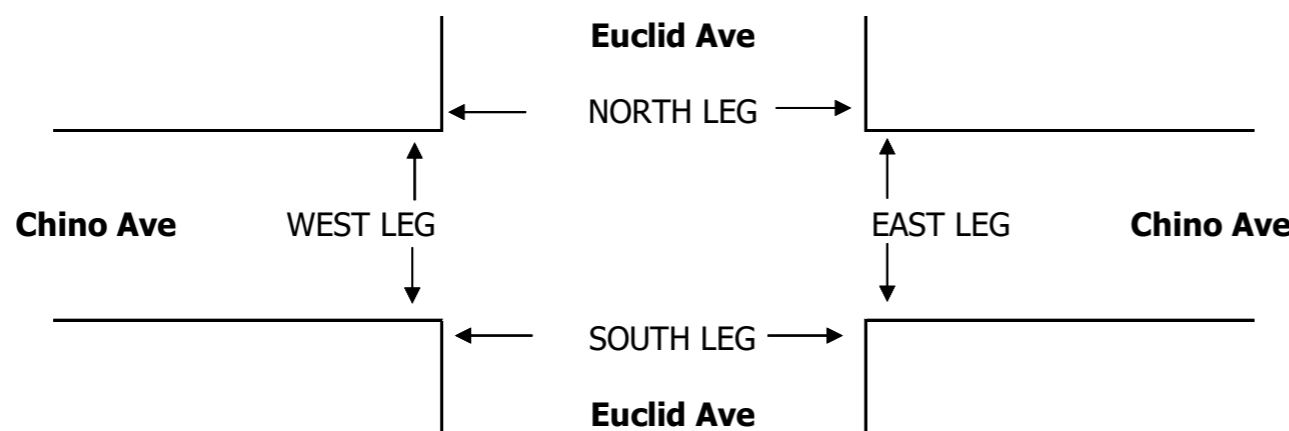 Euclid Ave
NORTH LEG
Chino Ave WEST LEG EAST LEG Chino Ave
SOUTH LEG
Euclid Ave